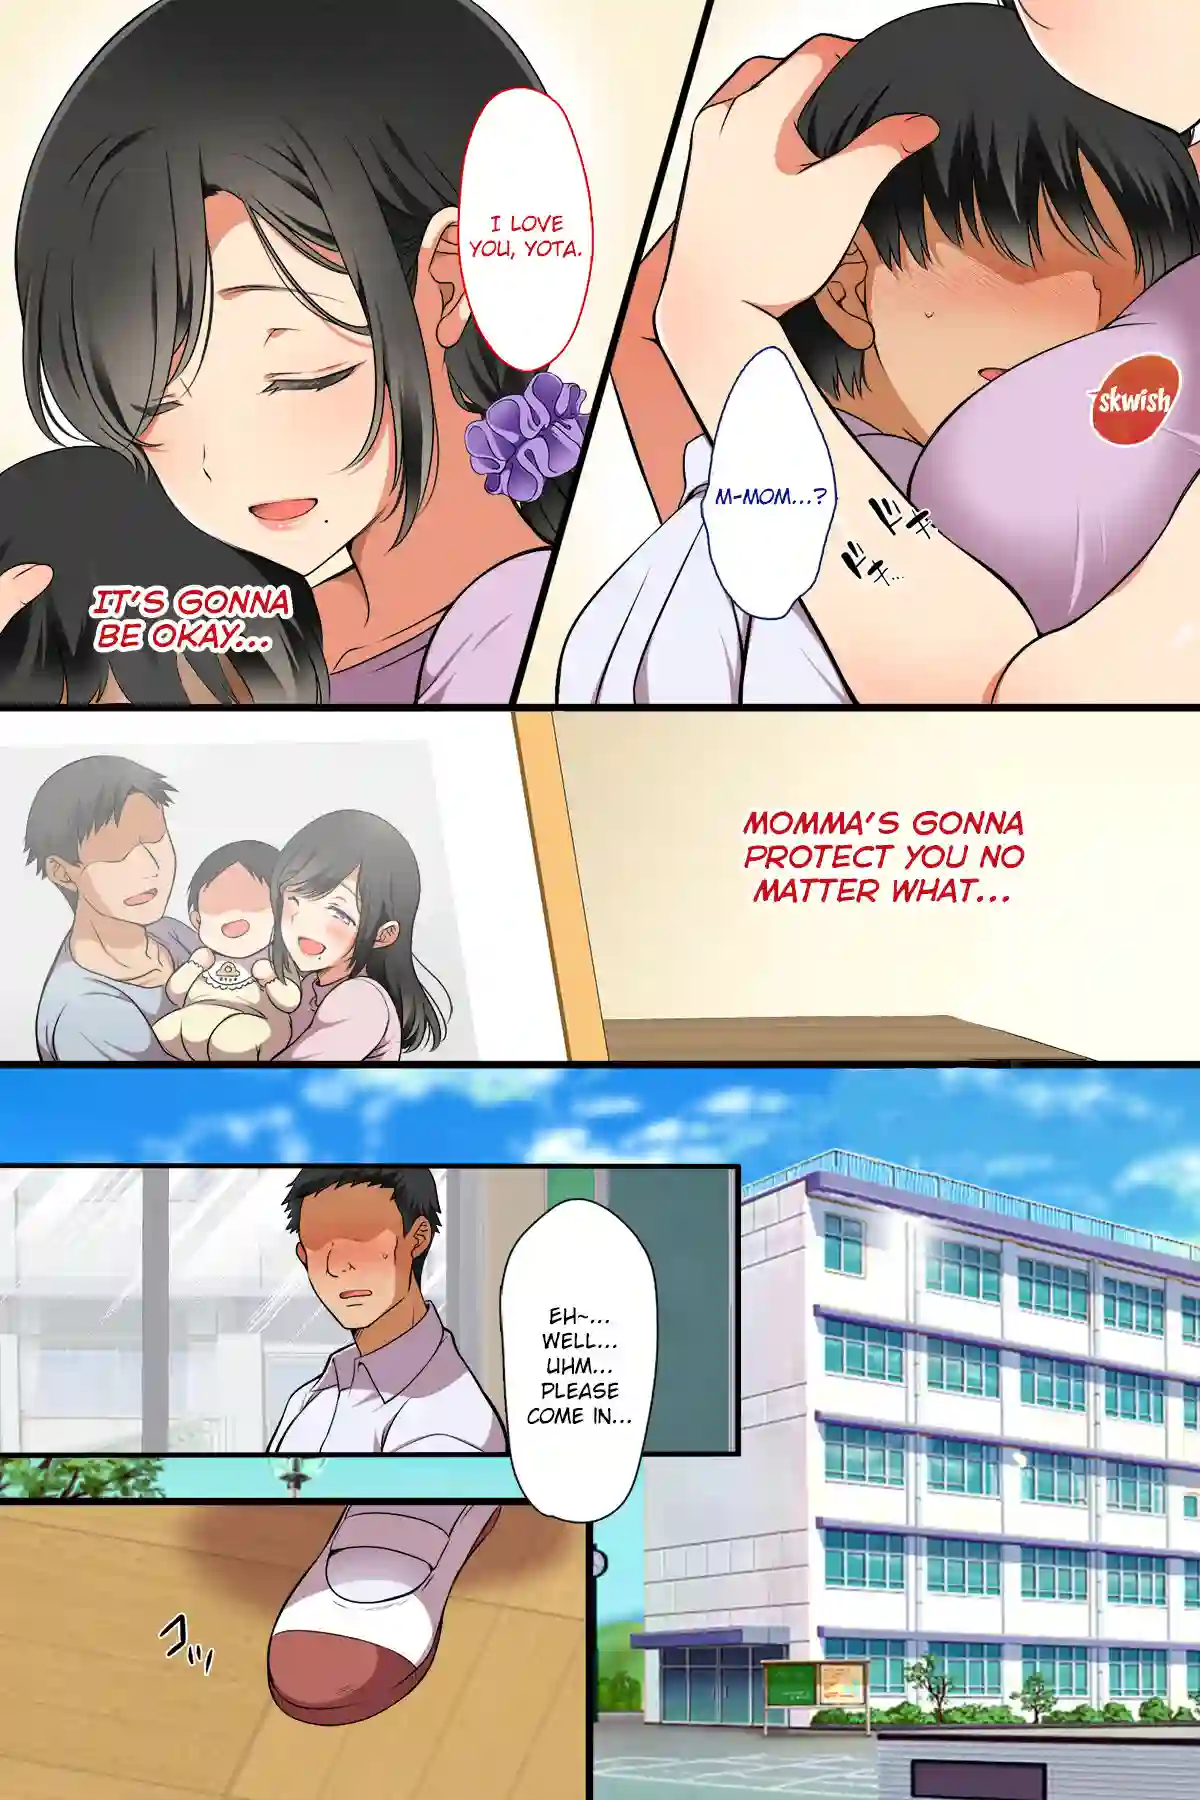 I LOVE
YOU, YOTA.
skwish
M-MOM...?
ドキ
ドキ...
IT'S GONNA
BE OKAY...
MOMMA'S GONNA
PROTECT YOU NO
MATTER WHAT...
EH~...
WELL...
UHM...
PLEASE
COME IN...
コツ